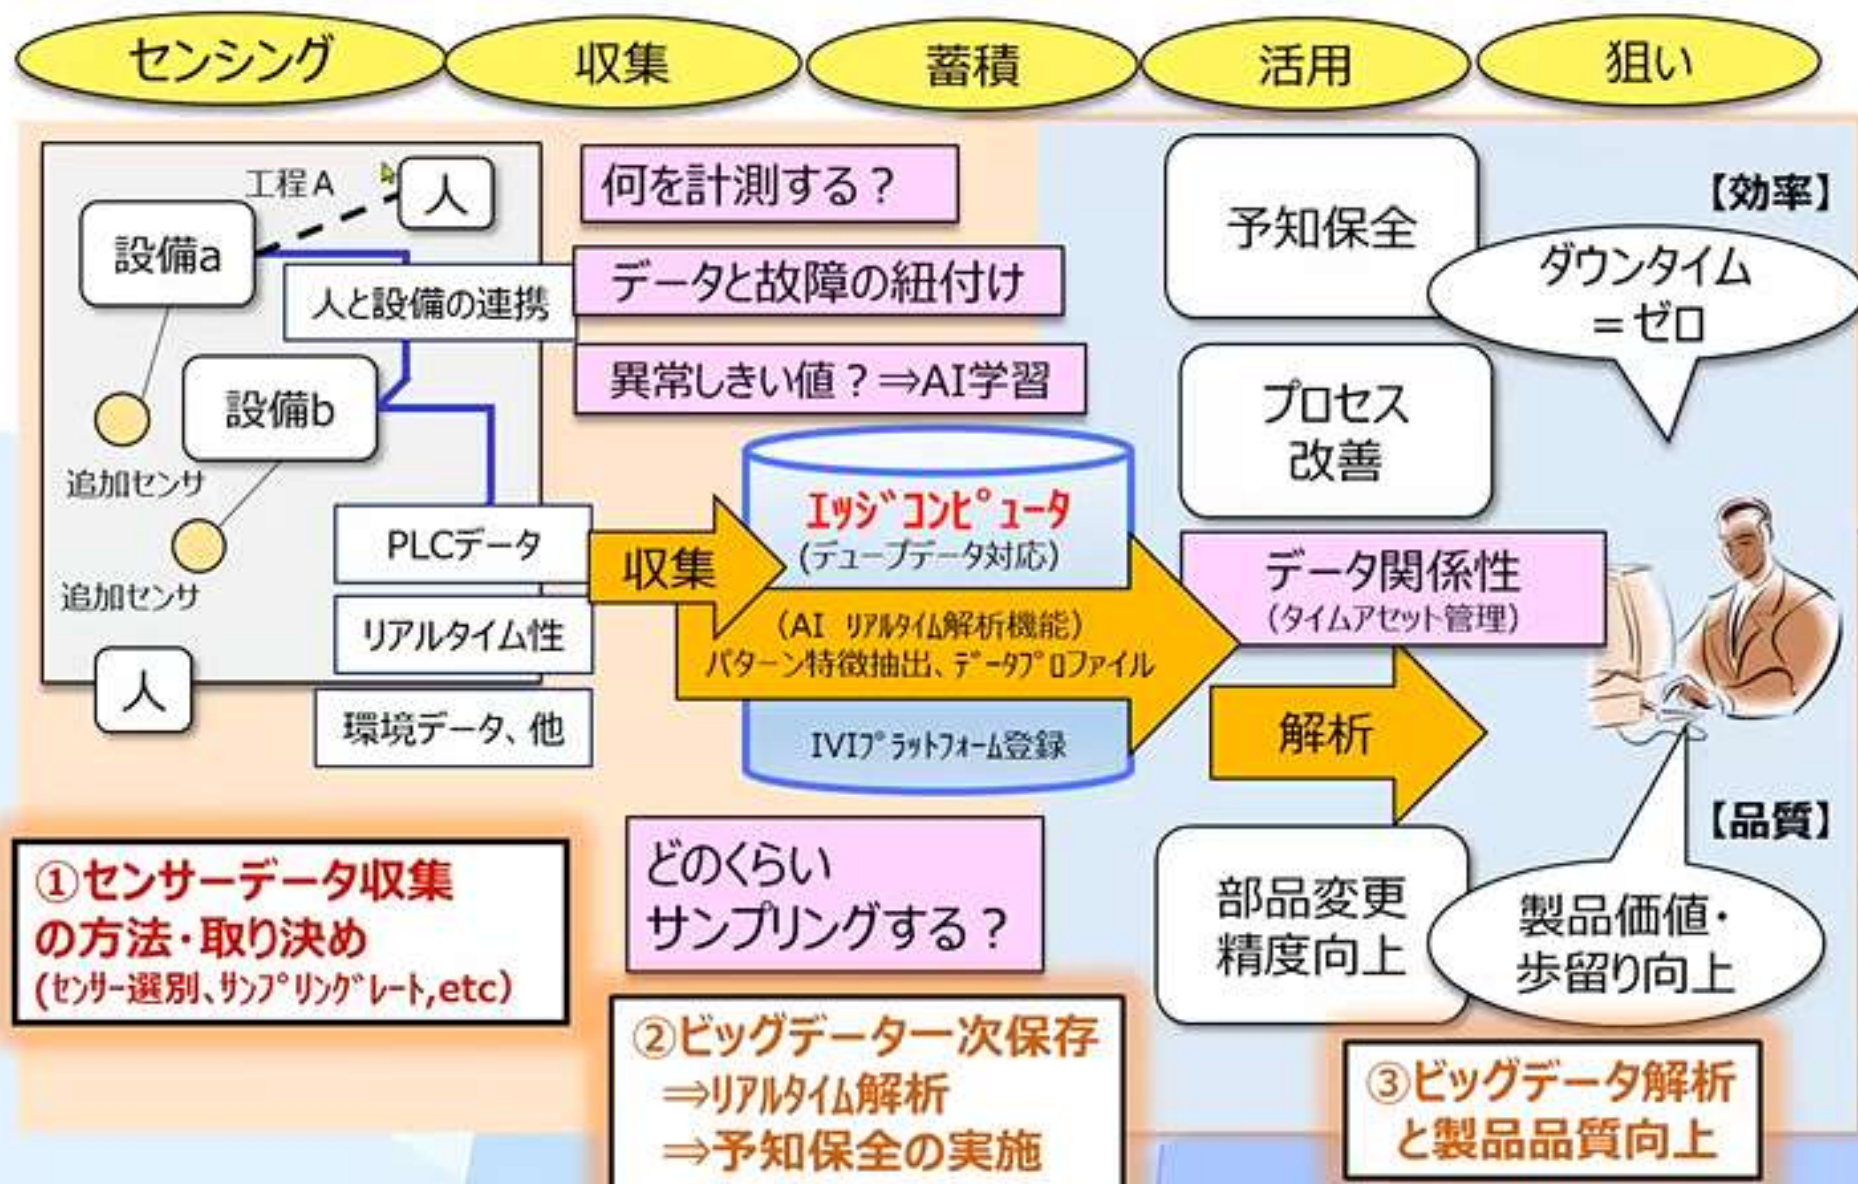 センシング
収集
蓄積
活用
狙い
工程A
人
設備a
人と設備の連携
設備b
追加センサ
追加センサ
人
PLCデータ
リアルタイム性
環境データ、他
何を計測する？
データと故障の紐付け
異常しきい値？⇒AI学習
収集
ｴｯｼﾞｺﾝﾋﾟｭｰﾀ
(デューブデータ対応)
(AI ﾘｱﾙﾀｲﾑ解析機能)
パターン特徴抽出、ﾃﾞｰﾀﾌﾟﾛファイル
IVIﾌﾟﾗｯﾄﾌｫｰﾑ登録
どのくらい
サンプリングする？
予知保全
プロセス
改善
データ関係性
(タイムアセット管理)
解析
部品変更
精度向上
【効率】
ダウンタイム
＝ゼロ
【品質】
製品価値・
歩留り向上
①センサーデータ収集
の方法・取り決め
(ｾﾝｻｰ選別、ｻﾝﾌﾟﾘﾝｸﾞﾚｰﾄ,etc)
②ビッグデータ一次保存
⇒ﾘｱﾙﾀｲﾑ解析
⇒予知保全の実施
③ビッグデータ解析
と製品品質向上